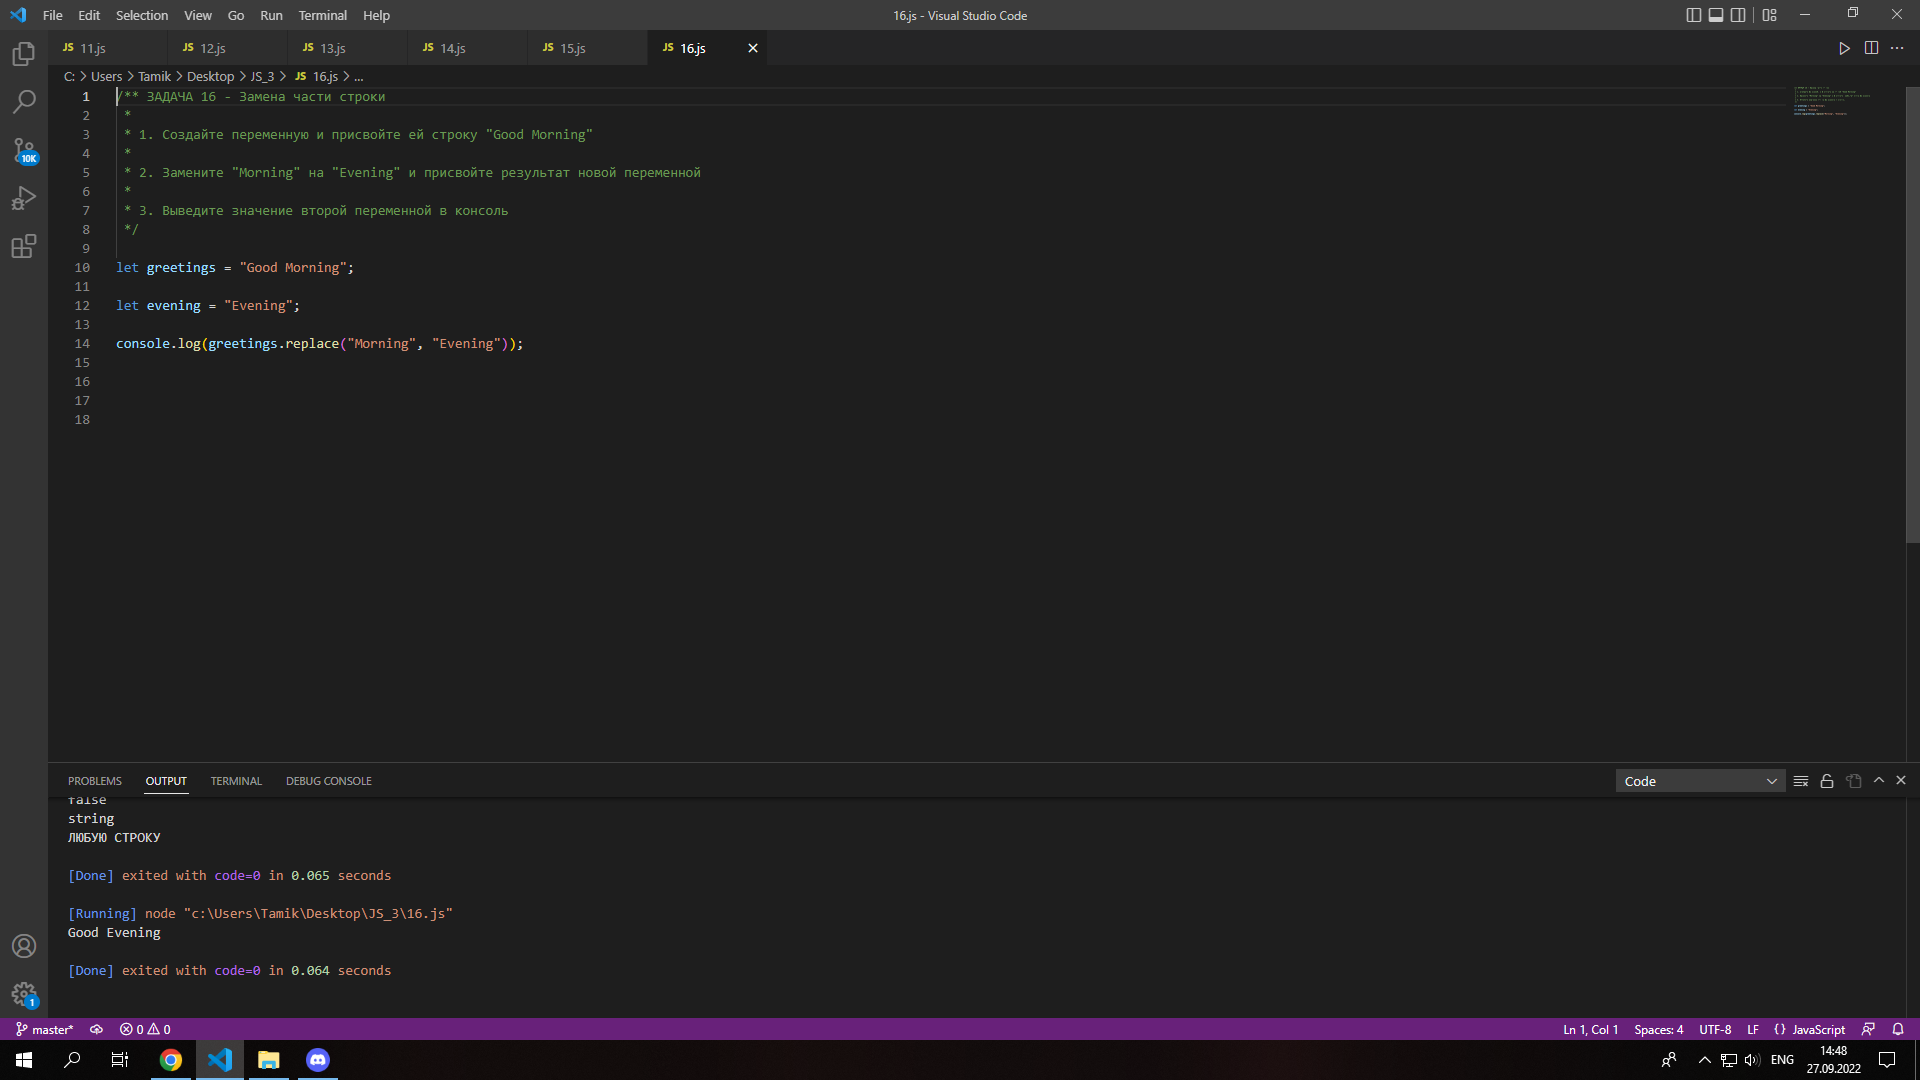 File Edit Selection View Go Run Terminal Help
16.js - Visual Studio Code
JS 11.js JS 12.js JS 13.js JS 14.js JS 15.js JS 16.js
C: > Users > Tamik > Desktop > JS_3 > JS 16.js > ...
1 /** ЗАДАЧА 16 - Замена части строки
2 *
3 * 1. Создайте переменную и присвойте ей строку "Good Morning"
4 *
5 * 2. Замените "Morning" на "Evening" и присвойте результат новой переменной
6 *
7 * 3. Выведите значение второй переменной в консоль
8 */
9
10 let greetings = "Good Morning";
11
12 let evening = "Evening";
13
14 console.log(greetings.replace("Morning", "Evening"));
15
16
17
18
10K
PROBLEMS OUTPUT TERMINAL DEBUG CONSOLE
Code
false
string
ЛЮБУЮ СТРОКУ
[Done] exited with code=0 in 0.065 seconds
[Running] node "c:\Users\Tamik\Desktop\JS_3\16.js"
Good Evening
[Done] exited with code=0 in 0.064 seconds
1
master* 0 0
Ln 1, Col 1 Spaces: 4 UTF-8 LF {} JavaScript
ENG
14:48
27.09.2022